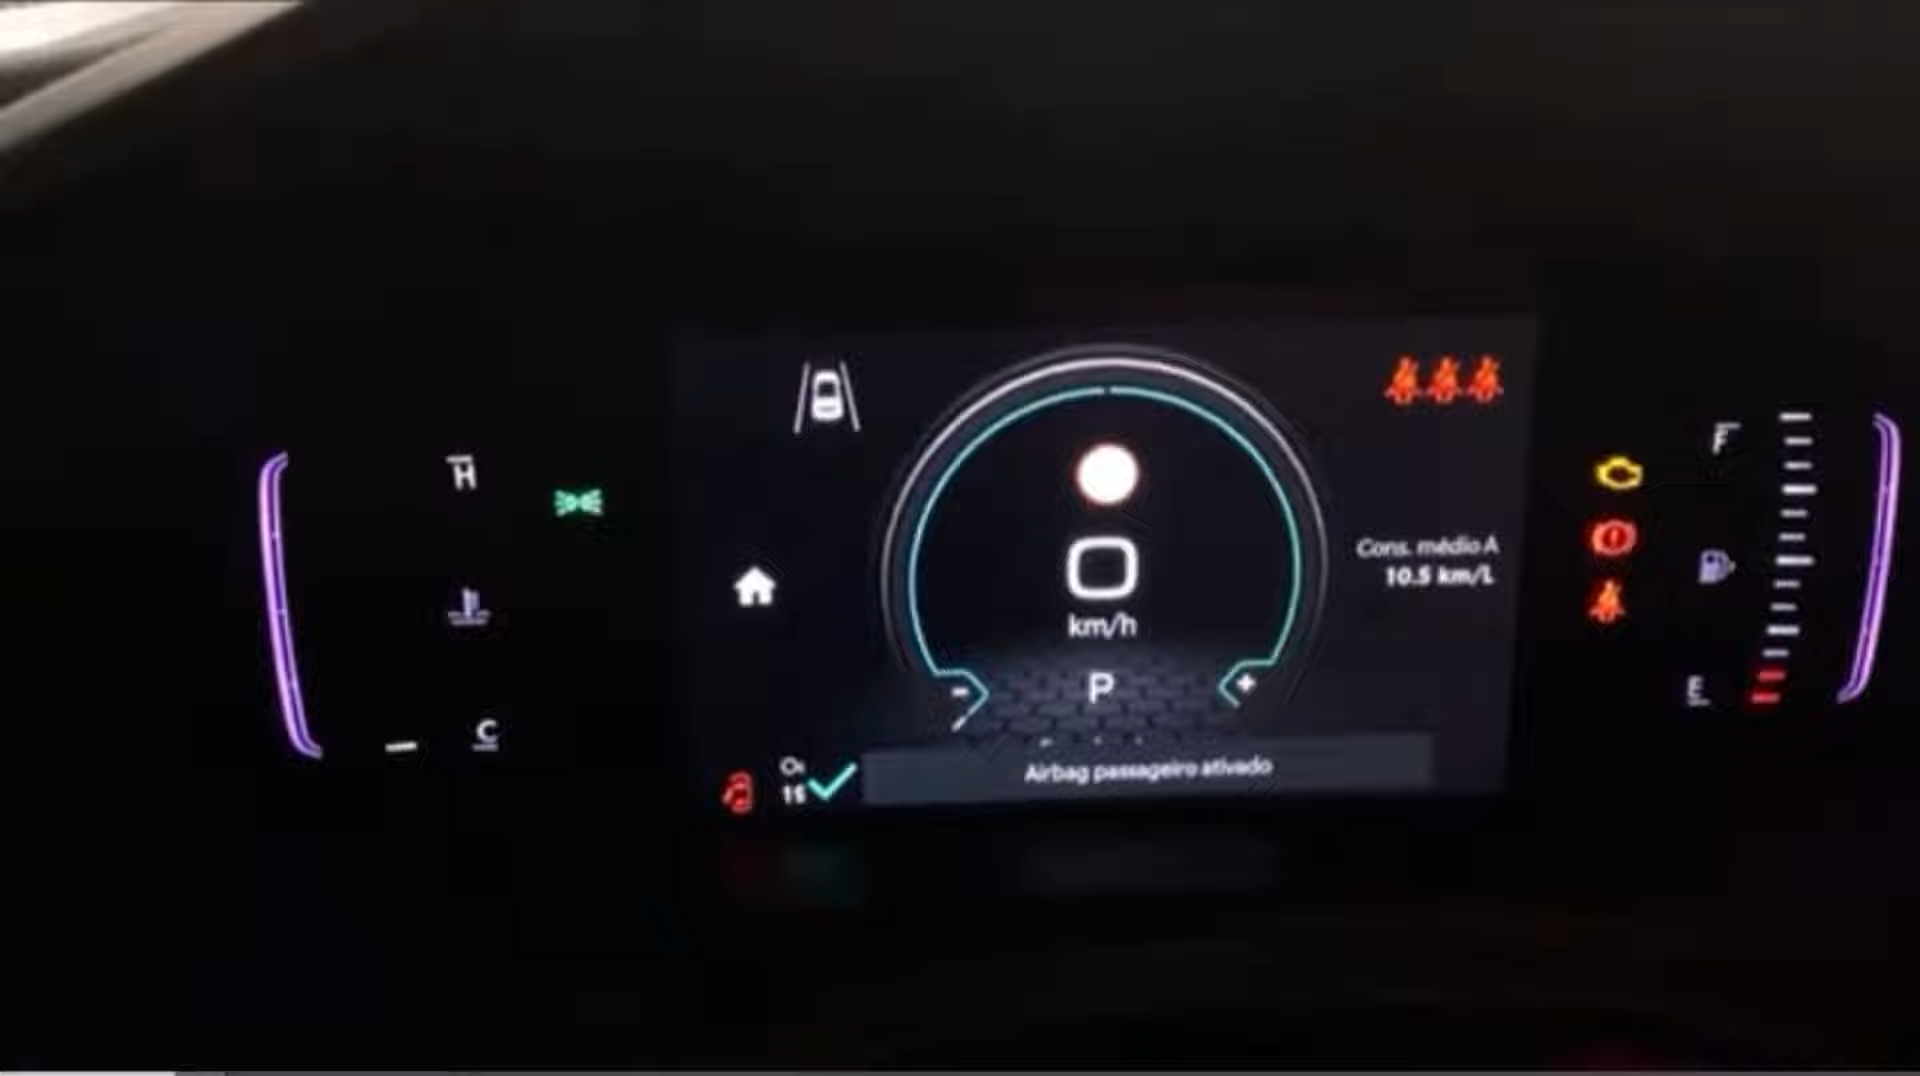 H
F
Cons. médio A
10.5 km/L
0
km/h
P
- +
E
C
Airbag passageiro ativado